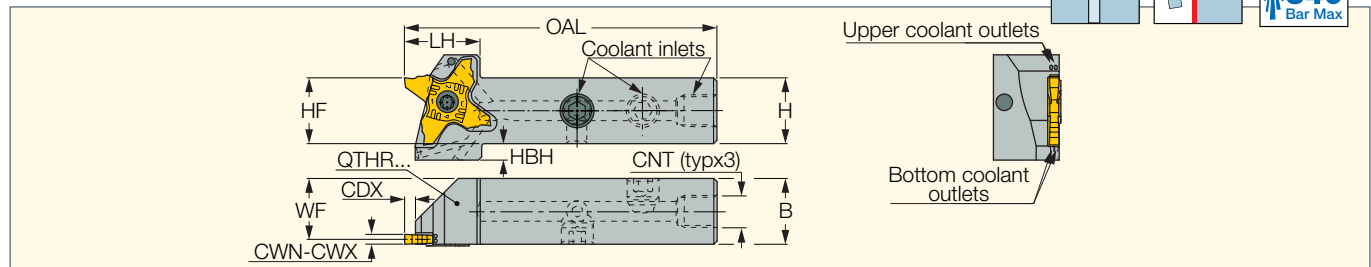 Bar Max
OAL
LH
Coolant inlets
Upper coolant outlets
HF
H
HBH
QTHR...
CNT (typx3)
Bottom coolant
outlets
CDX
WF
B
CWN-CWX